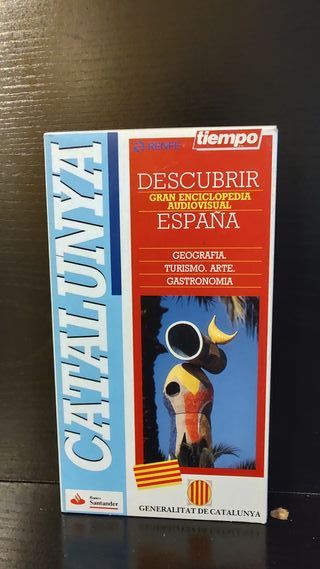 CATALUNYA
RENFE
tiempo
DESCUBRIR
GRAN ENCICLOPEDIA
AUDIOVISUAL
ESPAÑA
GEOGRAFIA.
TURISMO. ARTE.
GASTRONOMIA
Banco
Santander
GENERALITAT DE CATALUNYA